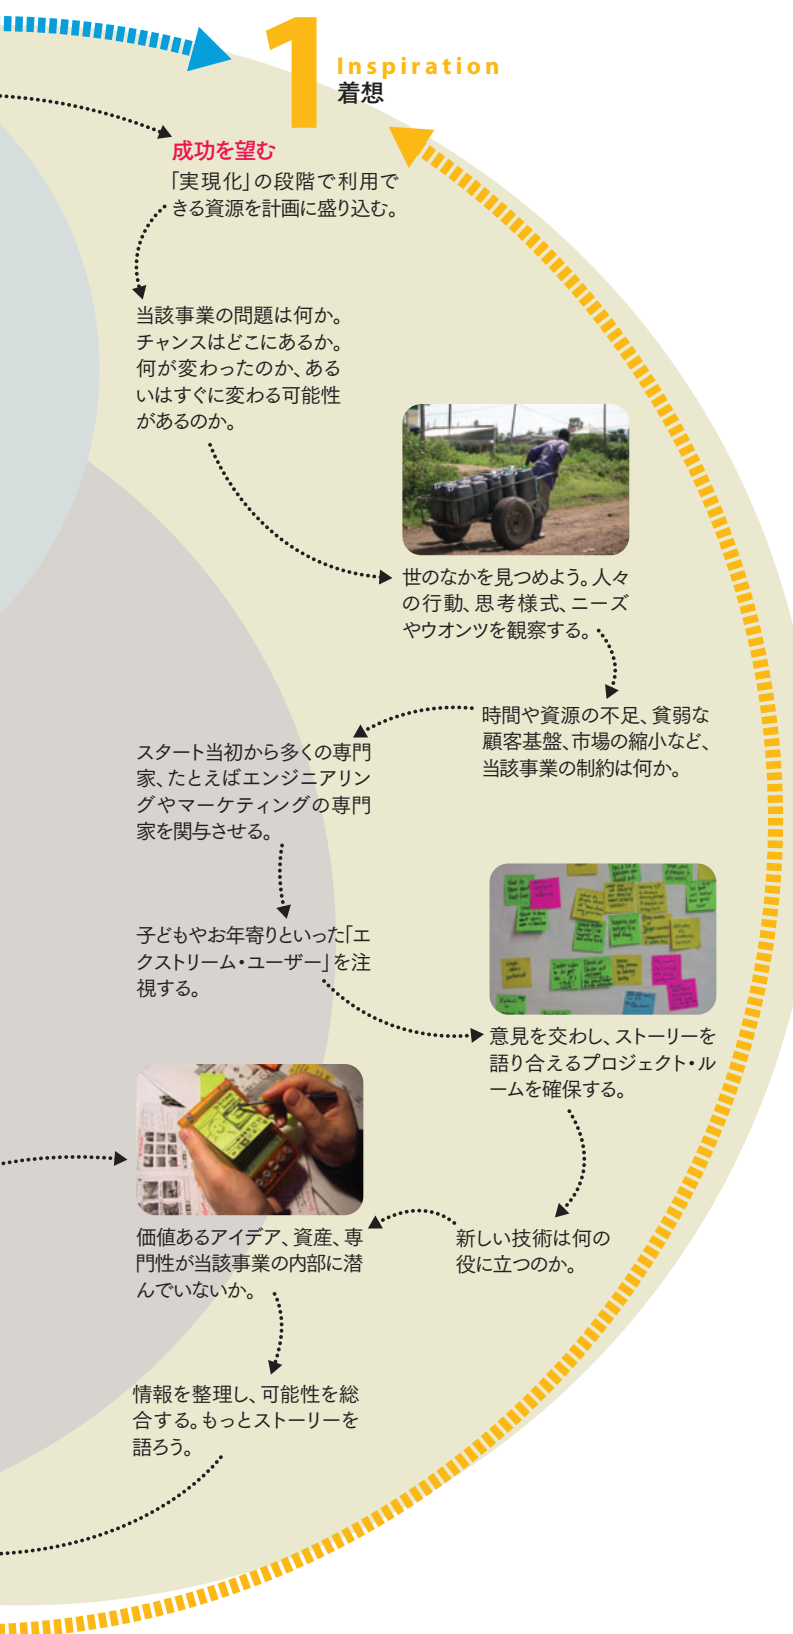 1
Inspiration
着想
成功を望む
「実現化」の段階で利用で
きる資源を計画に盛り込む。
当該事業の問題は何か。
チャンスはどこにあるか。
何が変わったのか、ある
いはすぐに変わる可能性
があるのか。
世のなかを見つめよう。人々
の行動、思考様式、ニーズ
やウオンツを観察する。
時間や資源の不足、貧弱な
顧客基盤、市場の縮小など、
当該事業の制約は何か。
スタート当初から多くの専門
家、たとえばエンジニアリン
グやマーケティングの専門
家を関与させる。
子どもやお年寄りといった「エ
クストリーム・ユーザー」を注
視する。
意見を交わし、ストーリーを
語り合えるプロジェクト・ル
ームを確保する。
新しい技術は何の
役に立つのか。
価値あるアイデア、資産、専
門性が当該事業の内部に潜
んでいないか。
情報を整理し、可能性を総
合する。もっとストーリーを
語ろう。